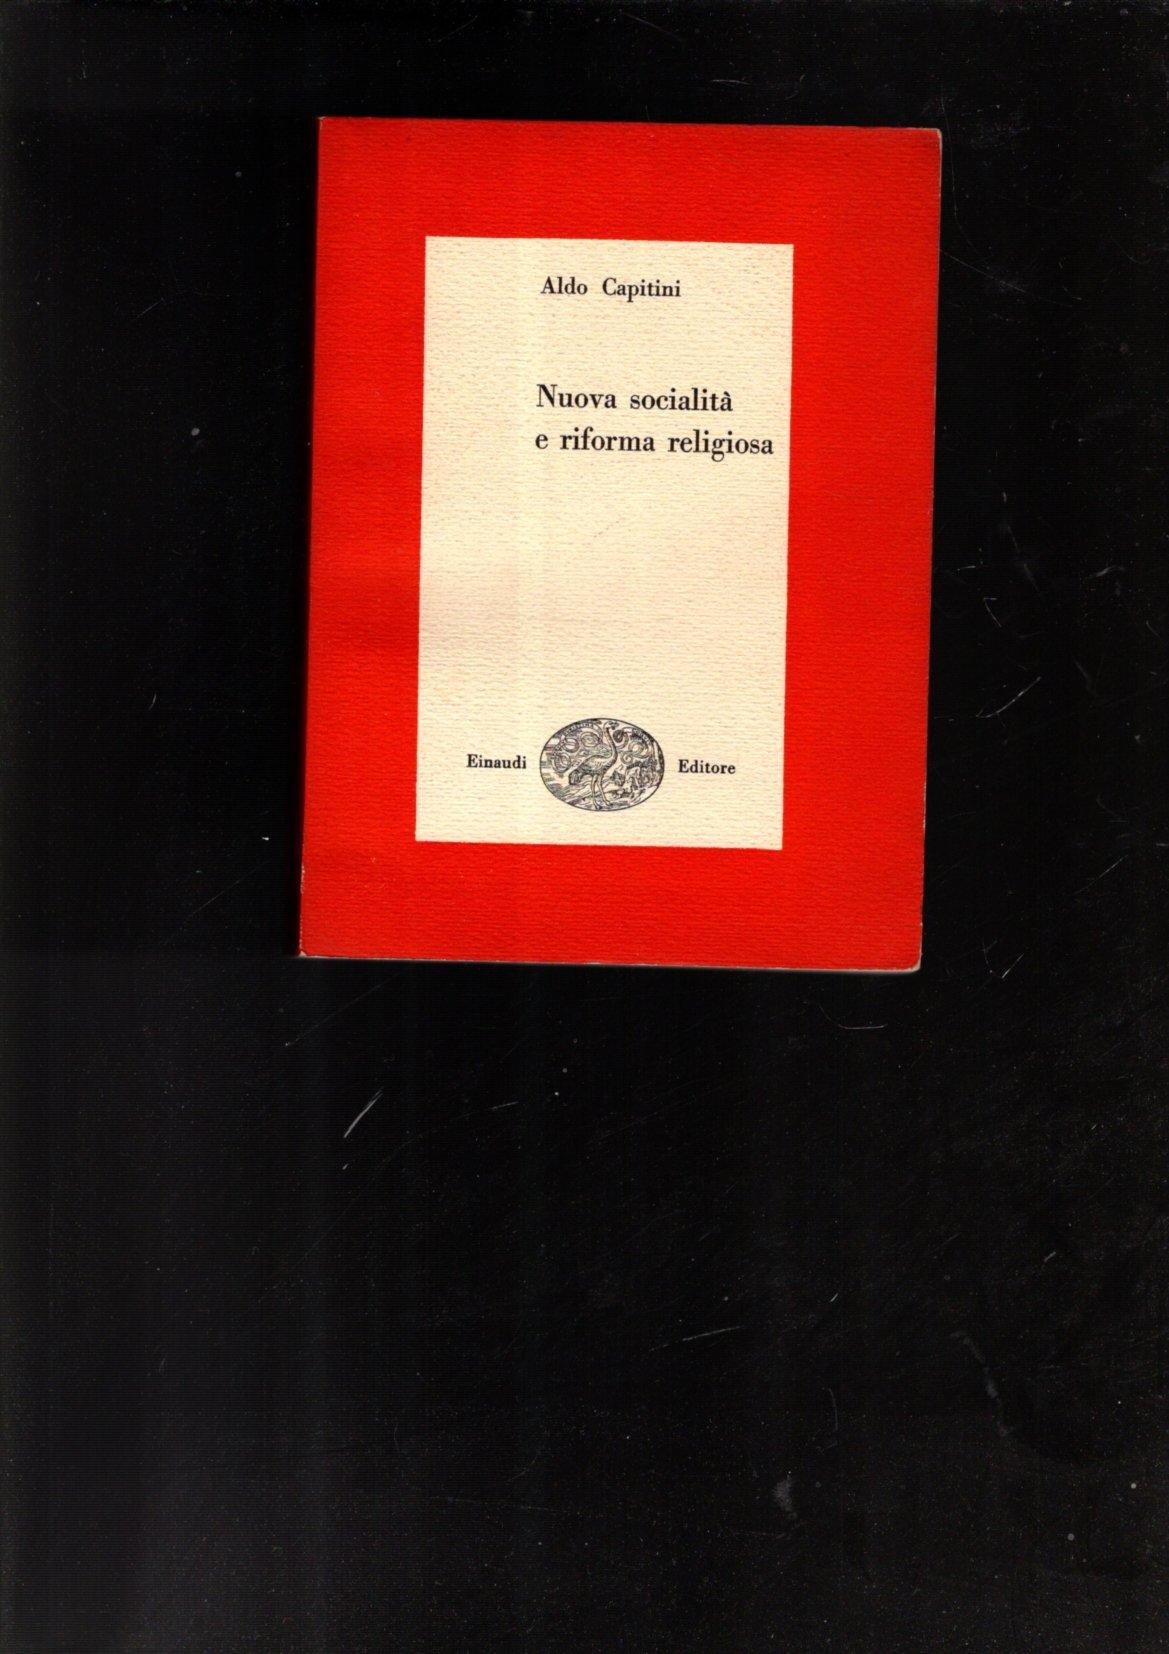 Aldo Capitini
Nuova socialità
e riforma religiosa
Einaudi Editore